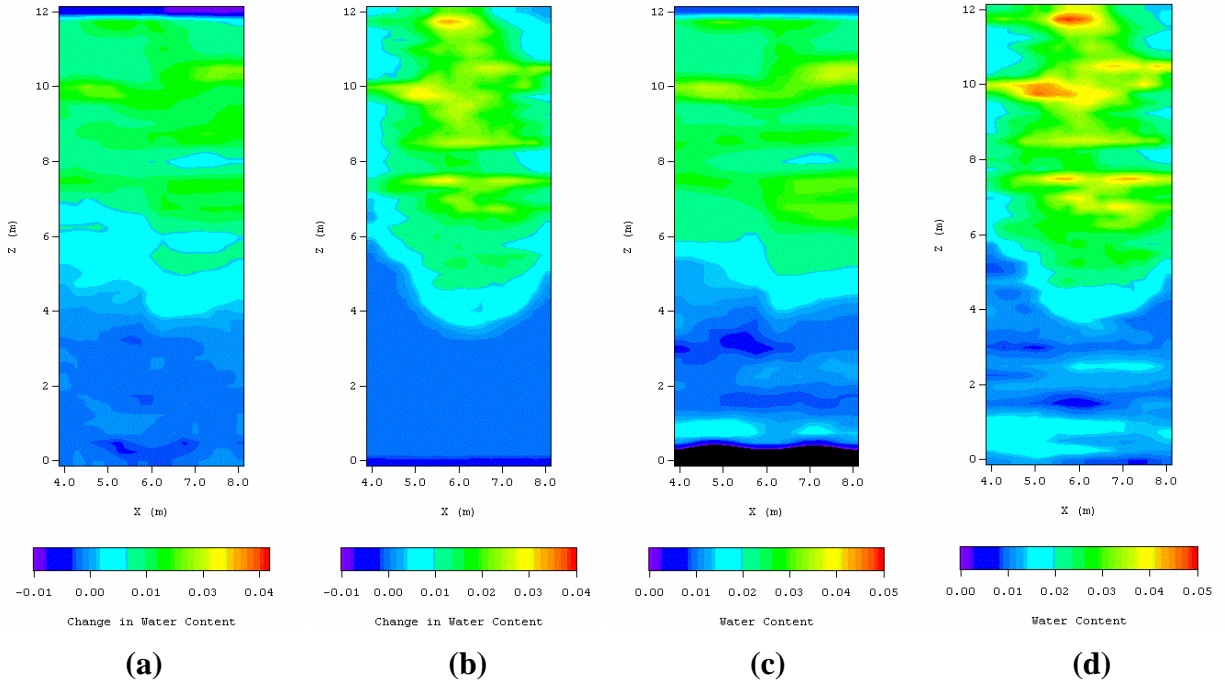 12
10
8
6
4
2
0
Z (m)
4.0 5.0 6.0 7.0 8.0
X (m)
-0.01 0.00 0.01 0.03 0.04
Change in Water Content
(a)
12
10
8
6
4
2
0
Z (m)
4.0 5.0 6.0 7.0 8.0
X (m)
-0.01 0.00 0.01 0.03 0.04
Change in Water Content
(b)
12
10
8
6
4
2
0
Z (m)
4.0 5.0 6.0 7.0 8.0
X (m)
0.00 0.01 0.03 0.04 0.05
Water Content
(c)
12
10
8
6
4
2
0
Z (m)
4.0 5.0 6.0 7.0 8.0
X (m)
0.00 0.01 0.03 0.04 0.05
Water Content
(d)